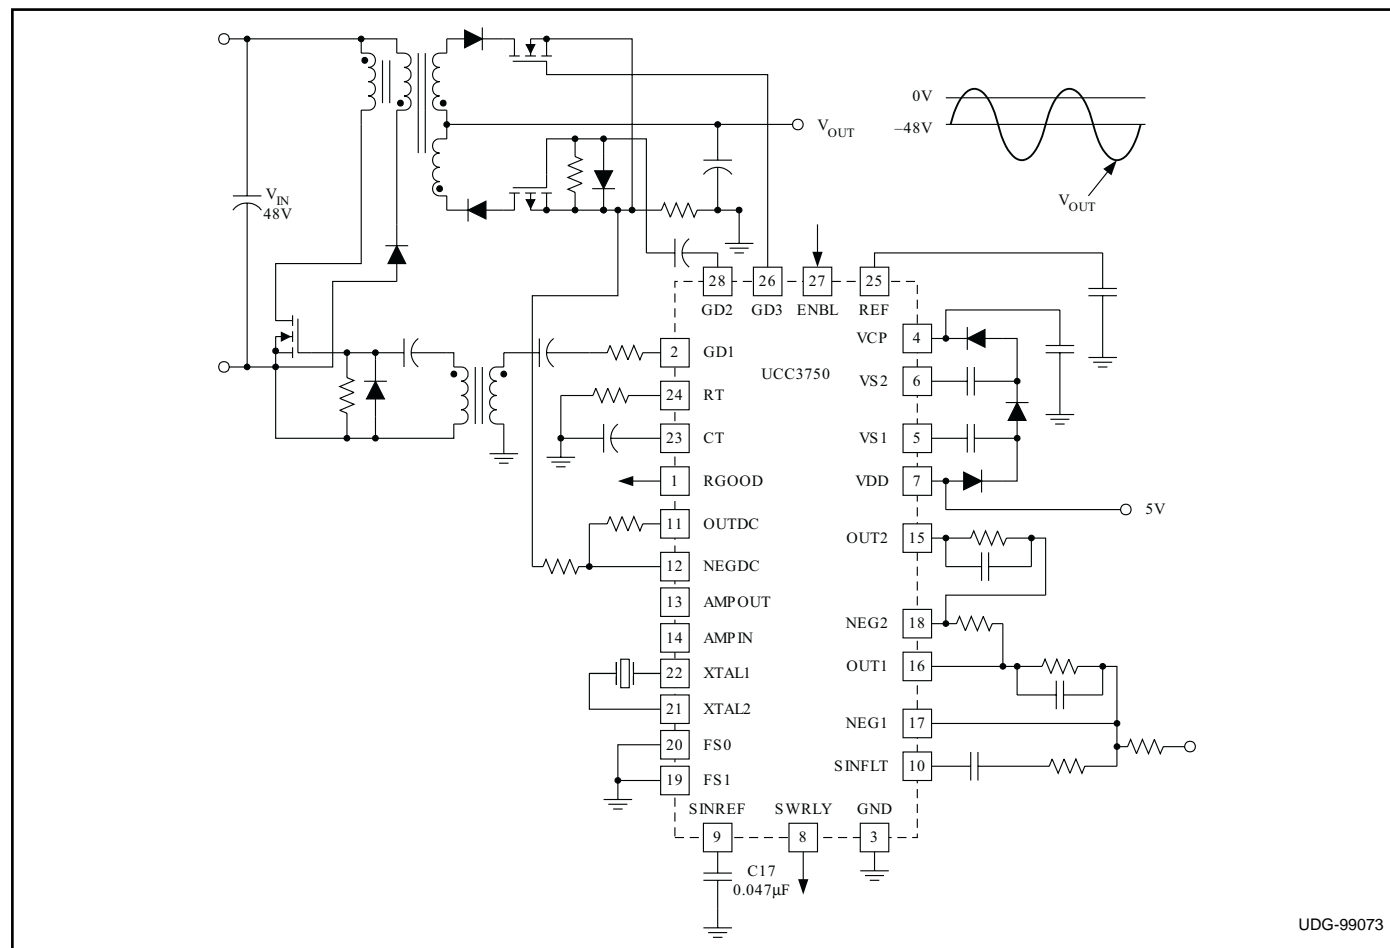 0V
–48V
VOUT
VOUT
VIN
48V
28 26 27 25
GD2 GD3 ENBL REF
UCC3750
2 GD1
24 RT
23 CT
1 RGOOD
11 OUTDC
12 NEGDC
13 AMPOUT
14 AMPIN
22 XTAL1
21 XTAL2
20 FS0
19 FS1
VCP 4
VS2 6
VS1 5
VDD 7
5V
OUT2 15
NEG2 18
OUT1 16
NEG1 17
SINFLT 10
SINREF SWRLY GND
9 8 3
C17
0.047µF
UDG-99073